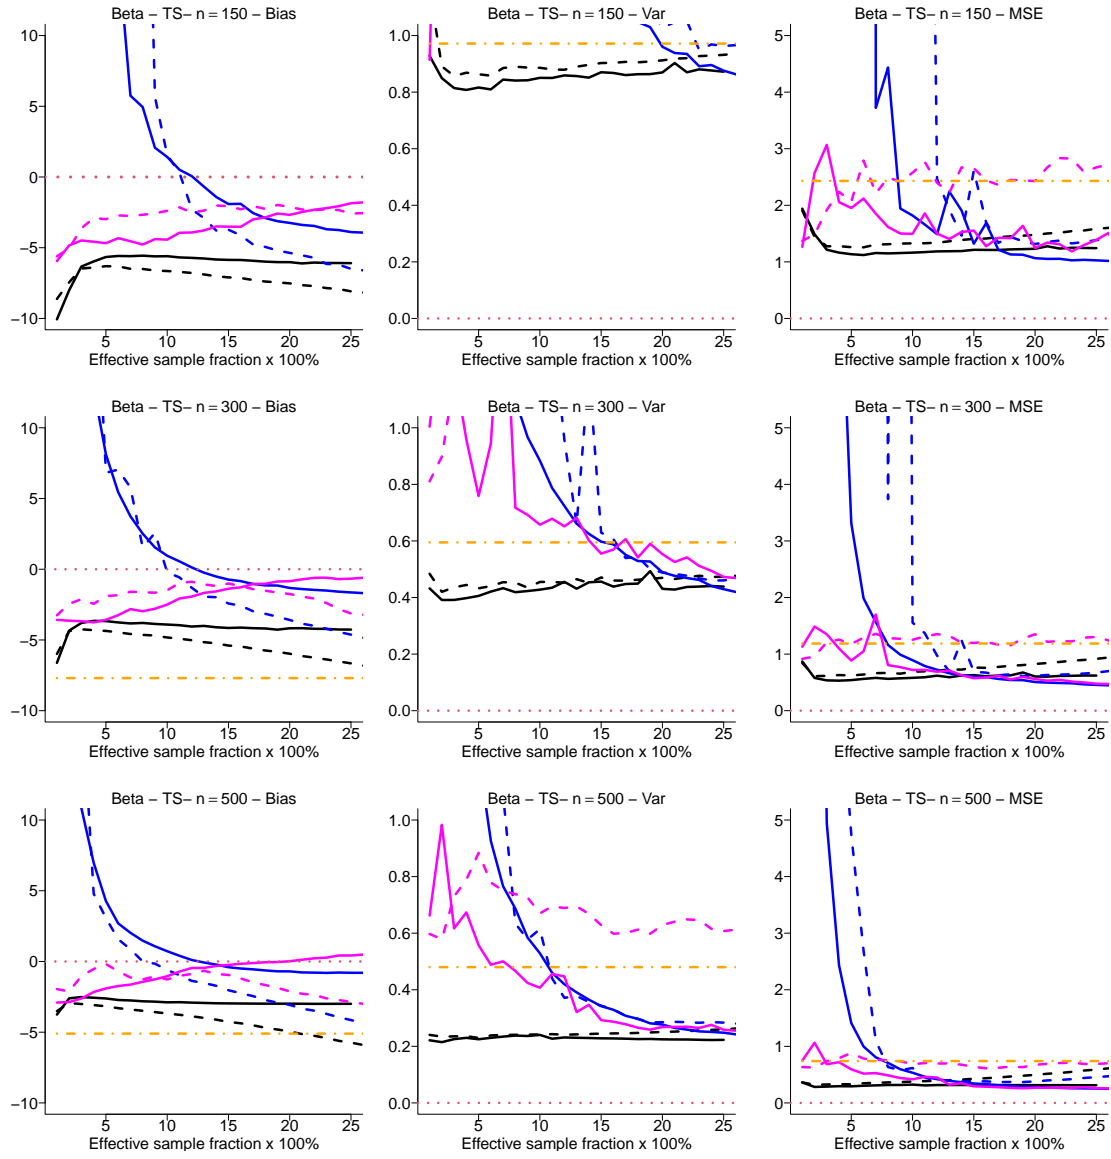 Beta − TS− n = 150 − Bias
Beta − TS− n = 150 − Var
Beta − TS− n = 150 − MSE
10
5
0
−5
−10
1.0
0.8
0.6
0.4
0.2
0.0
5
4
3
2
1
0
5 10 15 20 25
5 10 15 20 25
5 10 15 20 25
Effective sample fraction x 100%
Effective sample fraction x 100%
Effective sample fraction x 100%
Beta − TS− n = 300 − Bias
Beta − TS− n = 300 − Var
Beta − TS− n = 300 − MSE
10
5
0
−5
−10
1.0
0.8
0.6
0.4
0.2
0.0
5
4
3
2
1
0
5 10 15 20 25
5 10 15 20 25
5 10 15 20 25
Effective sample fraction x 100%
Effective sample fraction x 100%
Effective sample fraction x 100%
Beta − TS− n = 500 − Bias
Beta − TS− n = 500 − Var
Beta − TS− n = 500 − MSE
10
5
0
−5
−10
1.0
0.8
0.6
0.4
0.2
0.0
5
4
3
2
1
0
5 10 15 20 25
5 10 15 20 25
5 10 15 20 25
Effective sample fraction x 100%
Effective sample fraction x 100%
Effective sample fraction x 100%